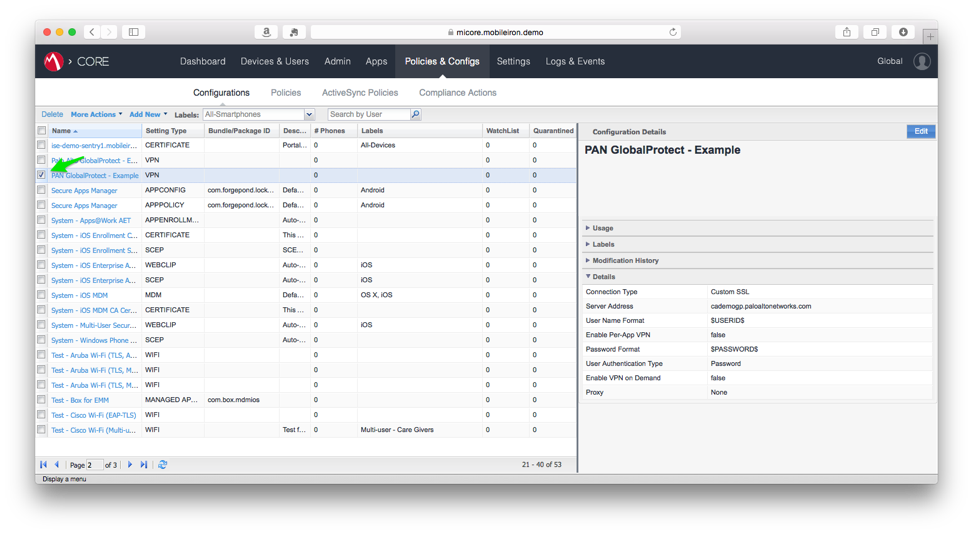 micore.mobileiron.demo
CORE Dashboard Devices & Users Admin Apps Policies & Configs Settings Logs & Events Global
Configurations Policies ActiveSync Policies Compliance Actions
Delete More Actions Add New Labels: All-Smartphones Search by User
Name Setting Type Bundle/Package ID Desc... # Phones Labels WatchList Quarantined
ise-demo-sentry1.mobileir... CERTIFICATE Portal... 0 All-Devices 0 0
GlobalProtect - E... VPN 0 0 0
PAN GlobalProtect - Example VPN 0 0 0
Secure Apps Manager APPCONFIG com.forgepond.lock... Defa... 0 Android 0 0
Secure Apps Manager APPPOLICY com.forgepond.lock... Defa... 0 Android 0 0
System - Apps@Work AET APPENROLLM... Auto-... 0 0 0
System - iOS Enrollment C... CERTIFICATE This ... 0 0 0
System - iOS Enrollment S... SCEP SCE... 0 0 0
System - iOS Enterprise A... WEBCLIP Auto-... 0 iOS 0 0
System - iOS Enterprise A... SCEP Auto-... 0 iOS 0 0
System - iOS MDM MDM Defa... 0 OS X, iOS 0 0
System - iOS MDM CA Cer... CERTIFICATE This ... 0 0 0
System - Multi-User Secur... WEBCLIP Auto-... 0 iOS 0 0
System - Windows Phone ... SCEP Auto-... 0 0 0
Test - Aruba Wi-Fi (TLS, A... WIFI 0 0 0
Test - Aruba Wi-Fi (TLS, M... WIFI 0 0 0
Test - Aruba Wi-Fi (TLS, M... WIFI 0 0 0
Test - Box for EMM MANAGED AP... com.box.mdmios 0 0 0
Test - Cisco Wi-Fi (EAP-TLS) WIFI 0 0 0
Test - Cisco Wi-Fi (Multi-u... WIFI Test f... 0 Multi-user - Care Givers 0 0
Page 2 of 3 21 - 40 of 53
Display a menu
Configuration Details Edit
PAN GlobalProtect - Example
Usage
Labels
Modification History
Details
Connection Type Custom SSL
Server Address cademogp.paloaltonetworks.com
User Name Format $USERID$
Enable Per-App VPN false
Password Format $PASSWORD$
User Authentication Type Password
Enable VPN on Demand false
Proxy None